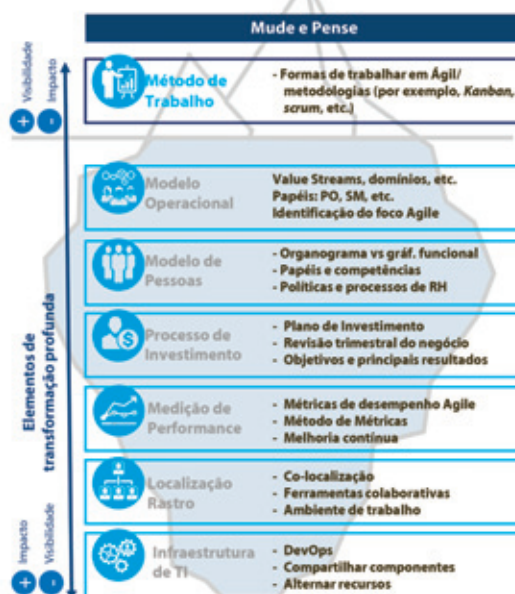 Mude e Pense
Visibilidade
Impacto
Método de
Trabalho
- Formas de trabalhar em Ágil/
metodologias (por exemplo, Kanban,
scrum, etc.)
Modelo
Operacional
Value Streams, domínios, etc.
Papéis: PO, SM, etc.
Identificação do foco Agile
Modelo de
Pessoas
- Organograma vs gráf. funcional
- Papéis e competências
- Políticas e processos de RH
Elementos de
transformação profunda
Processo de
Investimento
- Plano de Investimento
- Revisão trimestral do negócio
- Objetivos e principais resultados
Medição de
Performance
- Métricas de desempenho Agile
- Método de Métricas
- Melhoria contínua
Localização
Rastro
- Co-localização
- Ferramentas colaborativas
- Ambiente de trabalho
Impacto
Visibilidade
Infraestrutura
de TI
- DevOps
- Compartilhar componentes
- Alternar recursos